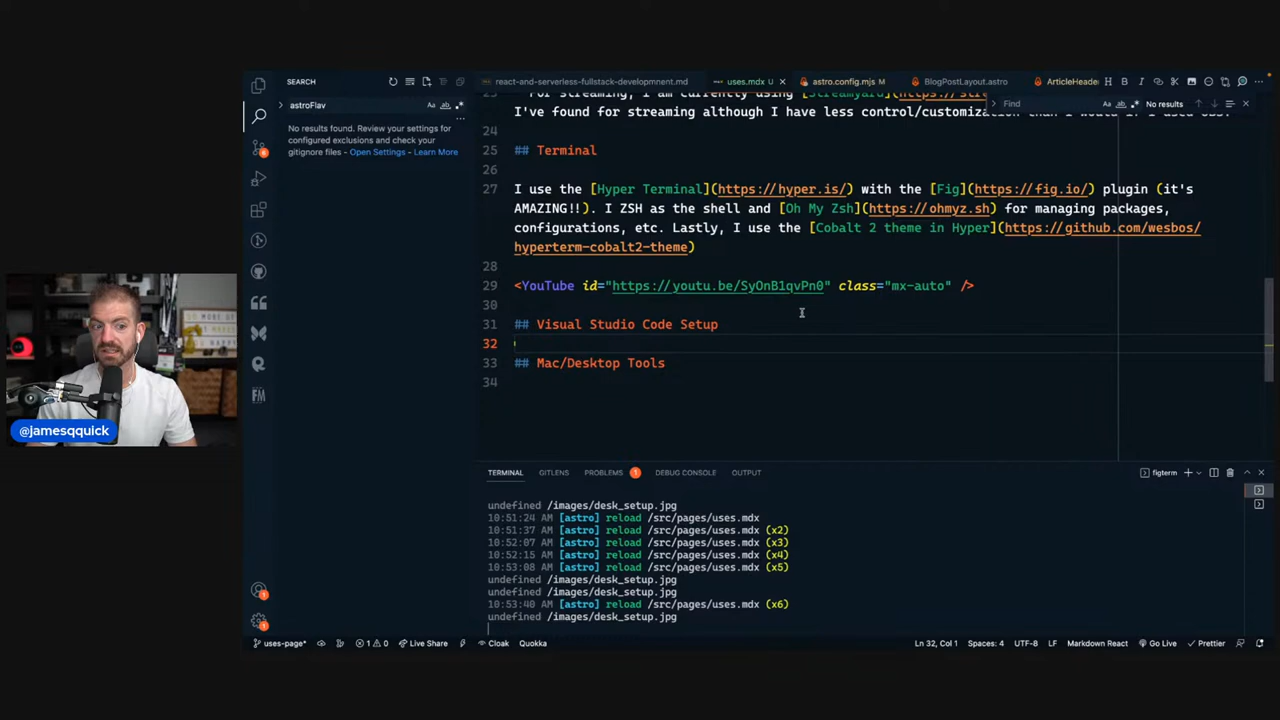 SEARCH
react-and-serverless-fullstack-developmnent.md
uses.mdx U
astro.config.mjs M
BlogPostLayout.astro
ArticleHeader
astroFlav
Find
No results
No results found. Review your settings for
configured exclusions and check your
gitignore files - Open Settings - Learn More
I've found for streaming although I have less control/customization than I would if I used OBS.
24
25 ## Terminal
26
27 I use the [Hyper Terminal](https://hyper.is/) with the [Fig](https://fig.io/) plugin (it's
AMAZING!!). I ZSH as the shell and [Oh My Zsh](https://ohmyz.sh) for managing packages,
configurations, etc. Lastly, I use the [Cobalt 2 theme in Hyper](https://github.com/wesbos/
hyperterm-cobalt2-theme)
28
29 <YouTube id="https://youtu.be/SyOnB1qvPn0" class="mx-auto" />
30
31 ## Visual Studio Code Setup
32
33 ## Mac/Desktop Tools
34
@jamesqquick
TERMINAL GITLENS PROBLEMS 1 DEBUG CONSOLE OUTPUT
figterm
undefined /images/desk_setup.jpg
10:51:24 AM [astro] reload /src/pages/uses.mdx
10:51:37 AM [astro] reload /src/pages/uses.mdx (x2)
10:52:07 AM [astro] reload /src/pages/uses.mdx (x3)
10:52:15 AM [astro] reload /src/pages/uses.mdx (x4)
10:53:08 AM [astro] reload /src/pages/uses.mdx (x5)
undefined /images/desk_setup.jpg
undefined /images/desk_setup.jpg
10:53:40 AM [astro] reload /src/pages/uses.mdx (x6)
undefined /images/desk_setup.jpg
uses-page* 1 0 Live Share Cloak Quokka Ln 32, Col 1 Spaces: 4 UTF-8 LF Markdown React Go Live Prettier